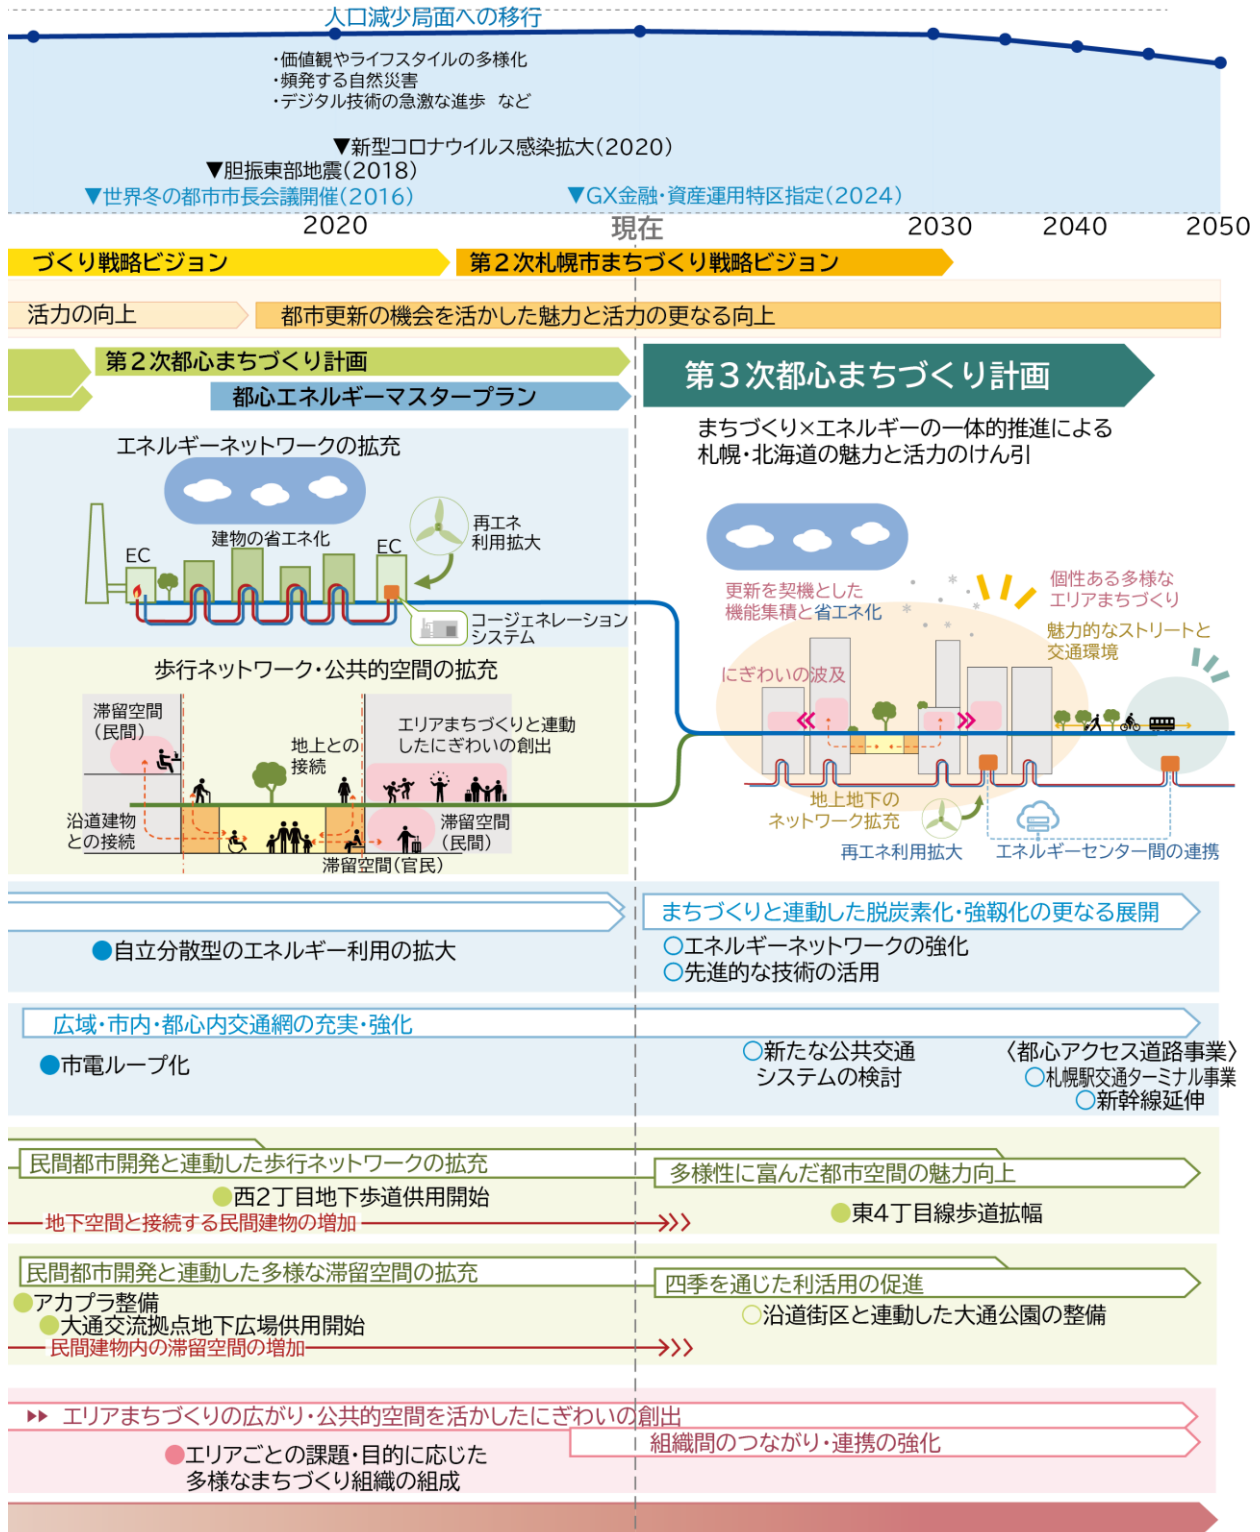 人口減少局面への移行
・価値観やライフスタイルの多様化
・頻発する自然災害
・デジタル技術の急激な進歩 など
▼新型コロナウイルス感染拡大(2020)
▼胆振東部地震(2018)
▼世界冬の都市市長会議開催(2016)
▼GX金融・資産運用特区指定(2024)
2020
現在
2030
2040
2050
づくり戦略ビジョン
第2次札幌市まちづくり戦略ビジョン
活力の向上
都市更新の機会を活かした魅力と活力の更なる向上
第2次都心まちづくり計画
都心エネルギーマスタープラン
第3次都心まちづくり計画
まちづくり×エネルギーの一体的推進による
札幌・北海道の魅力と活力のけん引
エネルギーネットワークの拡充
建物の省エネ化
EC
EC
再エネ
利用拡大
コージェネレーション
システム
歩行ネットワーク・公共的空間の拡充
滞留空間
(民間)
地上との
接続
エリアまちづくりと連動
したにぎわいの創出
沿道建物
との接続
滞留空間
(民間)
滞留空間(官民)
更新を契機とした
機能集積と省エネ化
個性ある多様な
エリアまちづくり
魅力的なストリートと
交通環境
にぎわいの波及
地上地下の
ネットワーク拡充
再エネ利用拡大
エネルギーセンター間の連携
まちづくりと連動した脱炭素化・強靱化の更なる展開
●自立分散型のエネルギー利用の拡大
○エネルギーネットワークの強化
○先進的な技術の活用
広域・市内・都心内交通網の充実・強化
●市電ループ化
○新たな公共交通
システムの検討
〈都心アクセス道路事業〉
○札幌駅交通ターミナル事業
○新幹線延伸
民間都市開発と連動した歩行ネットワークの拡充
多様性に富んだ都市空間の魅力向上
●西2丁目地下歩道供用開始
●東4丁目線歩道拡幅
地下空間と接続する民間建物の増加
民間都市開発と連動した多様な滞留空間の拡充
四季を通じた利活用の促進
●アカプラ整備
●大通交流拠点地下広場供用開始
○沿道街区と連動した大通公園の整備
民間建物内の滞留空間の増加
エリアまちづくりの広がり・公共的空間を活かしたにぎわいの創出
組織間のつながり・連携の強化
●エリアごとの課題・目的に応じた
多様なまちづくり組織の組成